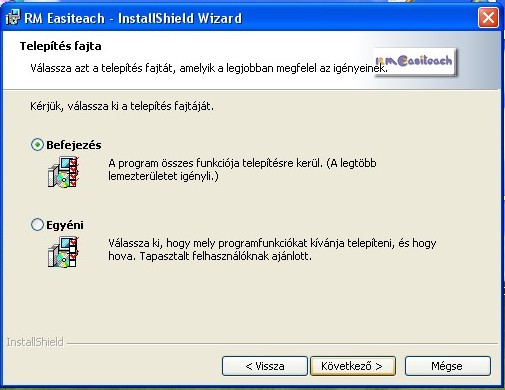 RM Easiteach - InstallShield Wizard
Telepítés fajta
Válassza azt a telepítés fajtát, amelyik a legjobban megfelel az igényeinek.
RM Easiteach
Kérjük, válassza ki a telepítés fajtáját.
Befejezés
A program összes funkciója telepítésre kerül. (A legtöbb
lemezterületet igényli.)
Egyéni
Válassza ki, hogy mely programfunkciókat kívánja telepíteni, és hogy
hova. Tapasztalt felhasználóknak ajánlott.
InstallShield
< Vissza
Következő >
Mégse